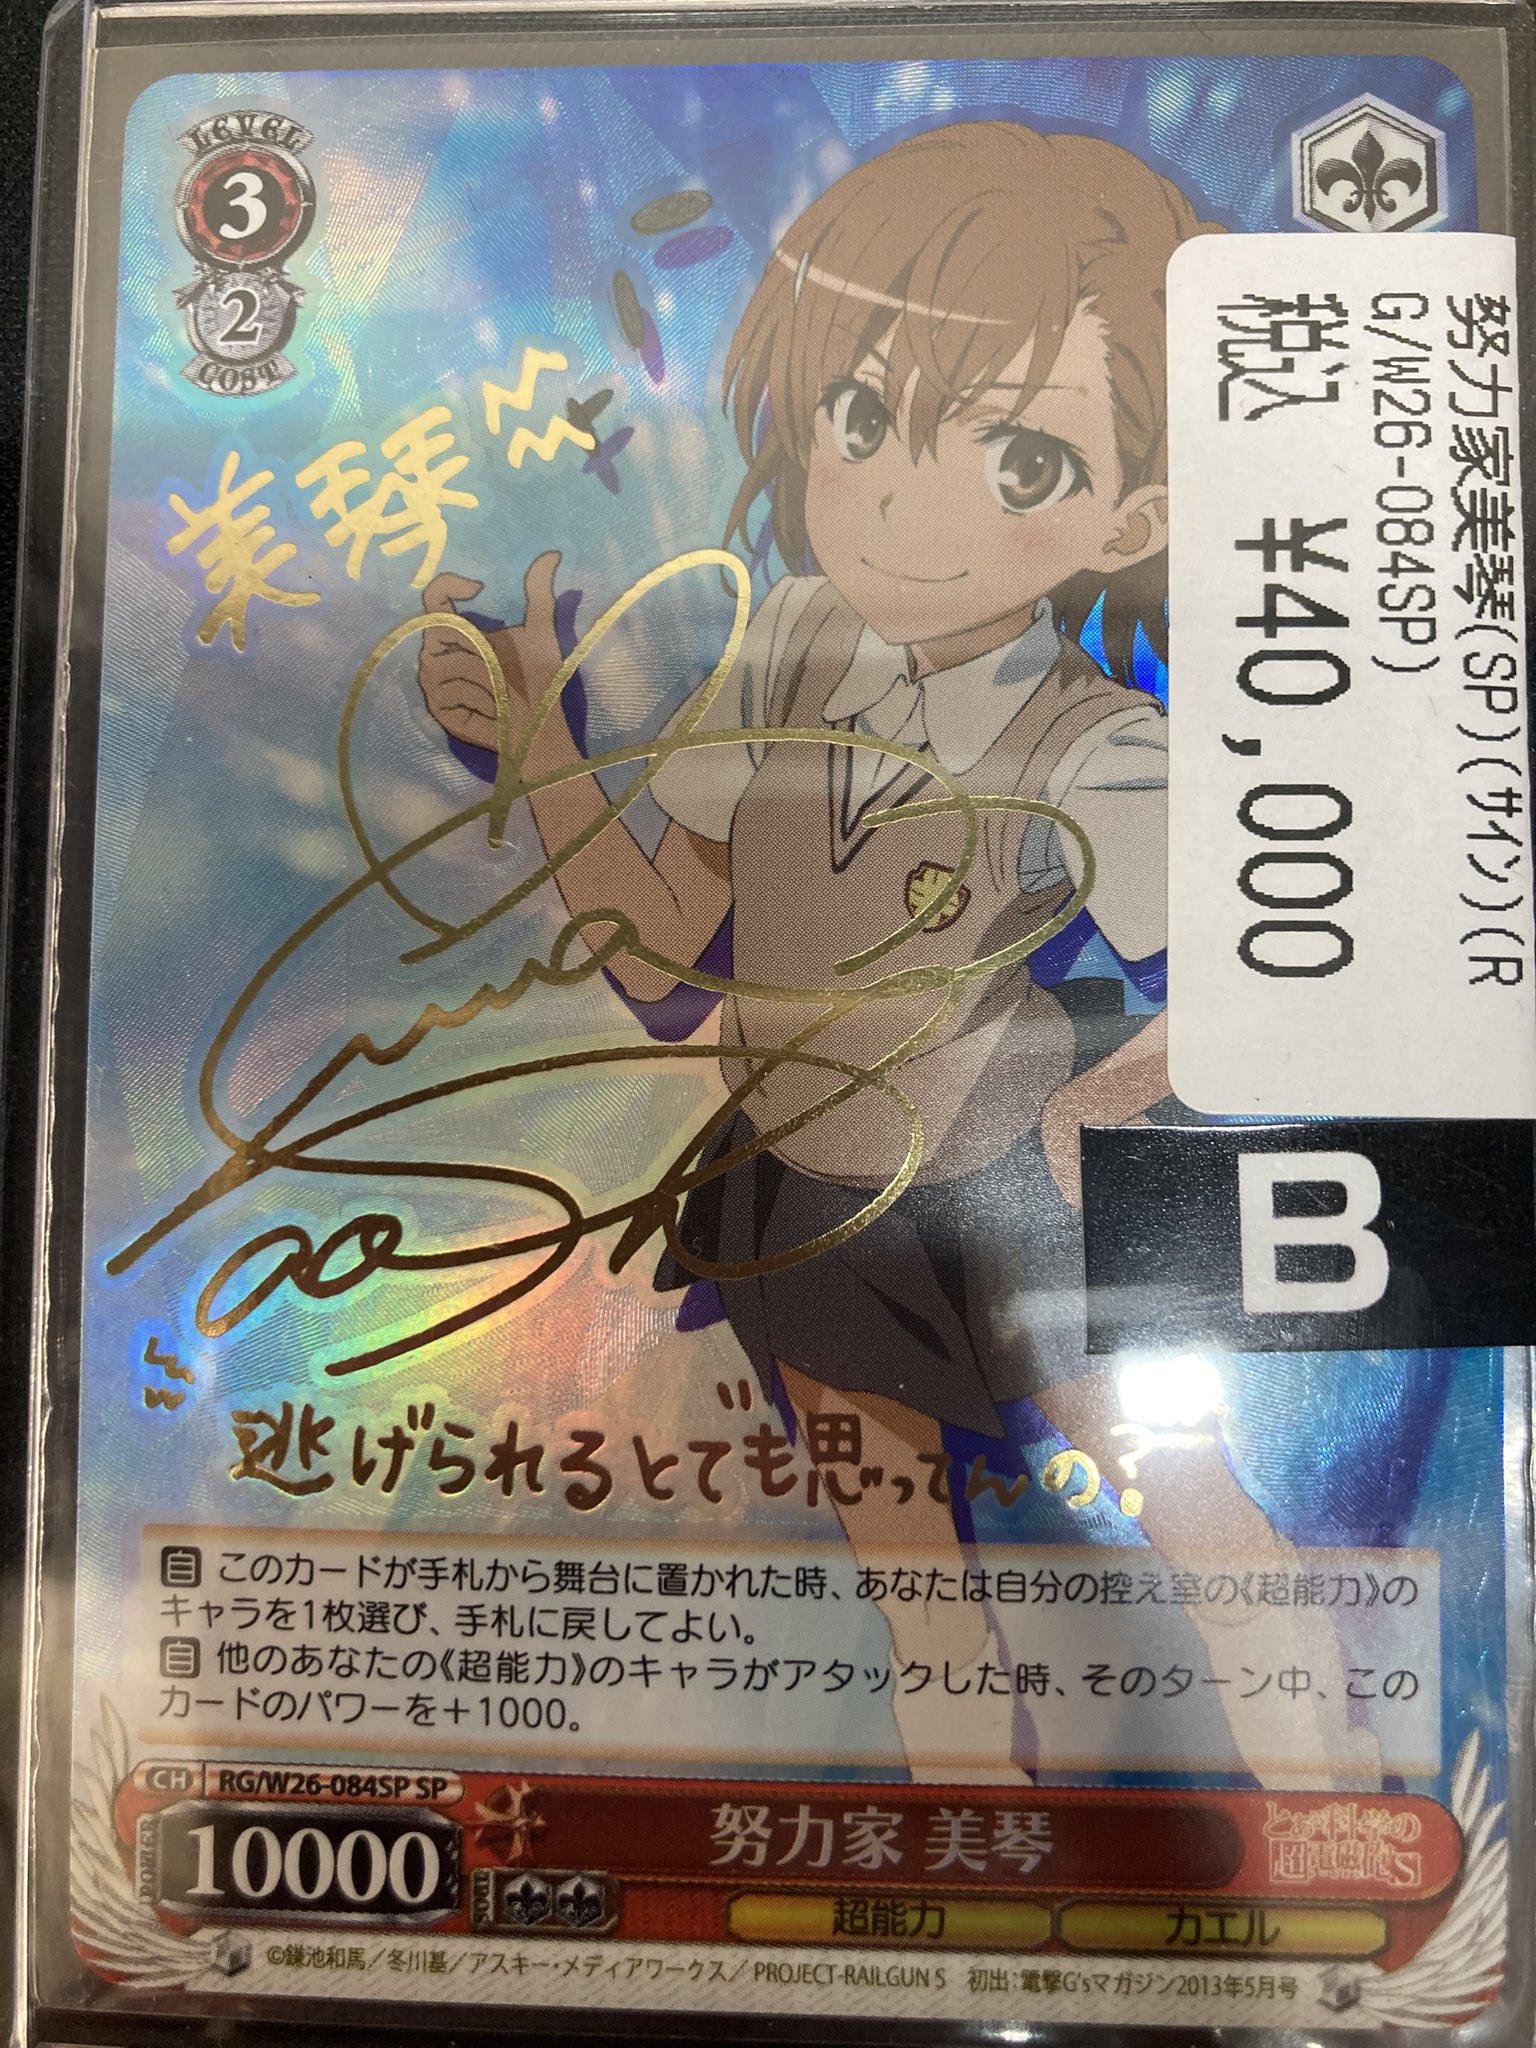 LEVEL
3
2
COST
努力家美琴(SP)(サイン)(R
G/W26-084SP)
税込 ¥40,000
B
美琴
逃げられるとでも思ってんの?
自 このカードが手札から舞台に置かれた時、あなたは自分の控え室の《超能力》の
キャラを1枚選び、手札に戻してよい。
自 他のあなたの《超能力》のキャラがアタックした時、そのターン中、この
カードのパワーを+1000。
CH RG/W26-084SP SP
POWER 10000
努力家 美琴
とある科学の
超電磁砲S
SOUL
超能力 カエル
©鎌池和馬/冬川基/アスキー・メディアワークス/PROJECT-RAILGUN S 初出:電撃G'sマガジン2013年5月号